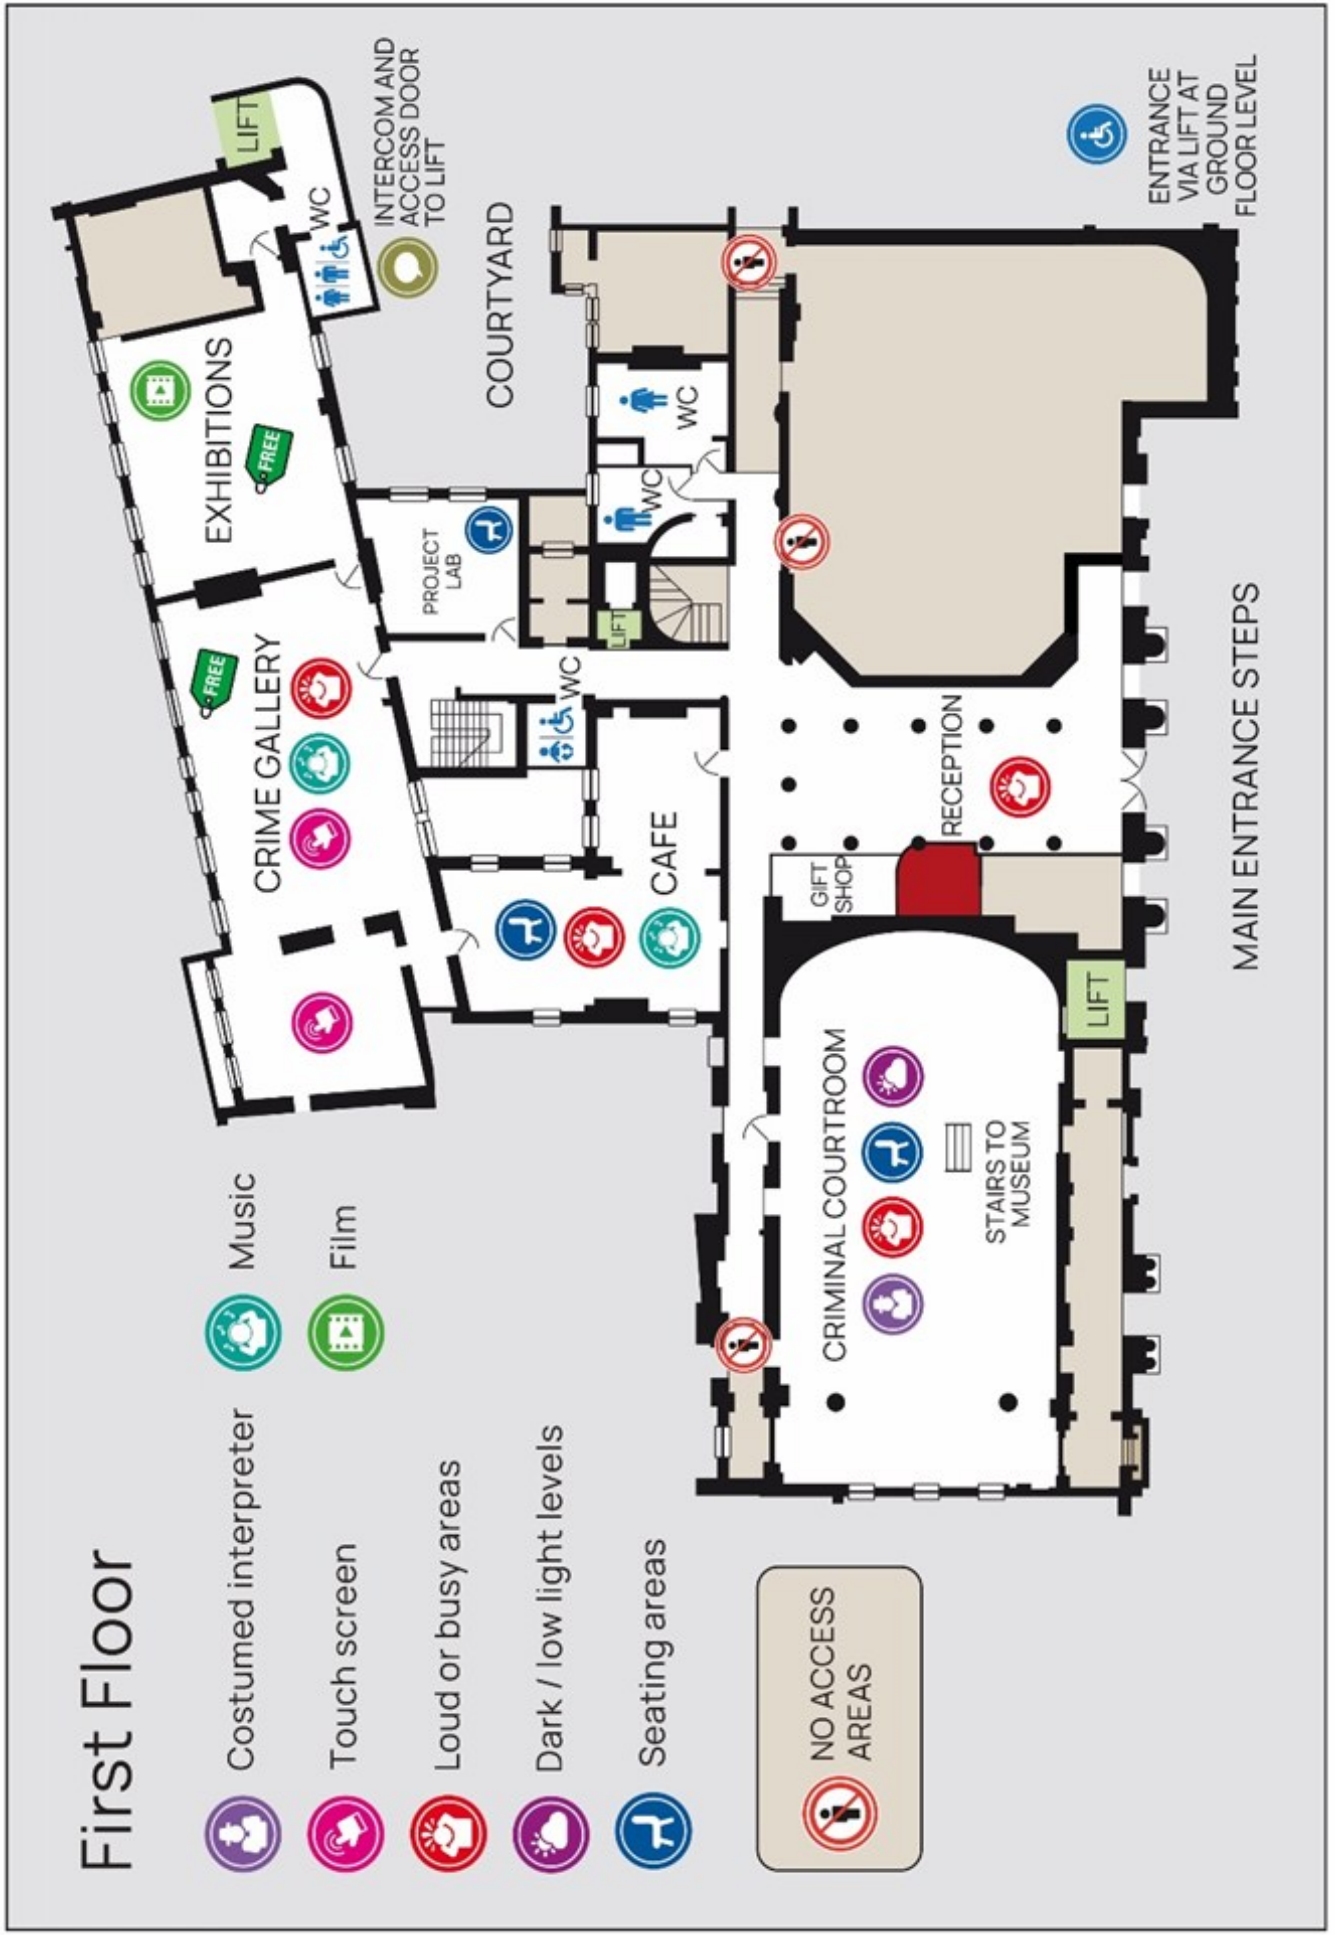 First Floor
Costumed interpreter
Touch screen
Loud or busy areas
Dark / low light levels
Seating areas
Music
Film
NO ACCESS
AREAS
CRIME GALLERY
FREE
EXHIBITIONS
FREE
LIFT
WC
INTERCOM AND
ACCESS DOOR
TO LIFT
PROJECT
LAB
COURTYARD
WC
LIFT
WC
WC
CAFE
GIFT
SHOP
RECEPTION
CRIMINAL COURTROOM
STAIRS TO
MUSEUM
LIFT
MAIN ENTRANCE STEPS
ENTRANCE
VIA LIFT AT
GROUND
FLOOR LEVEL